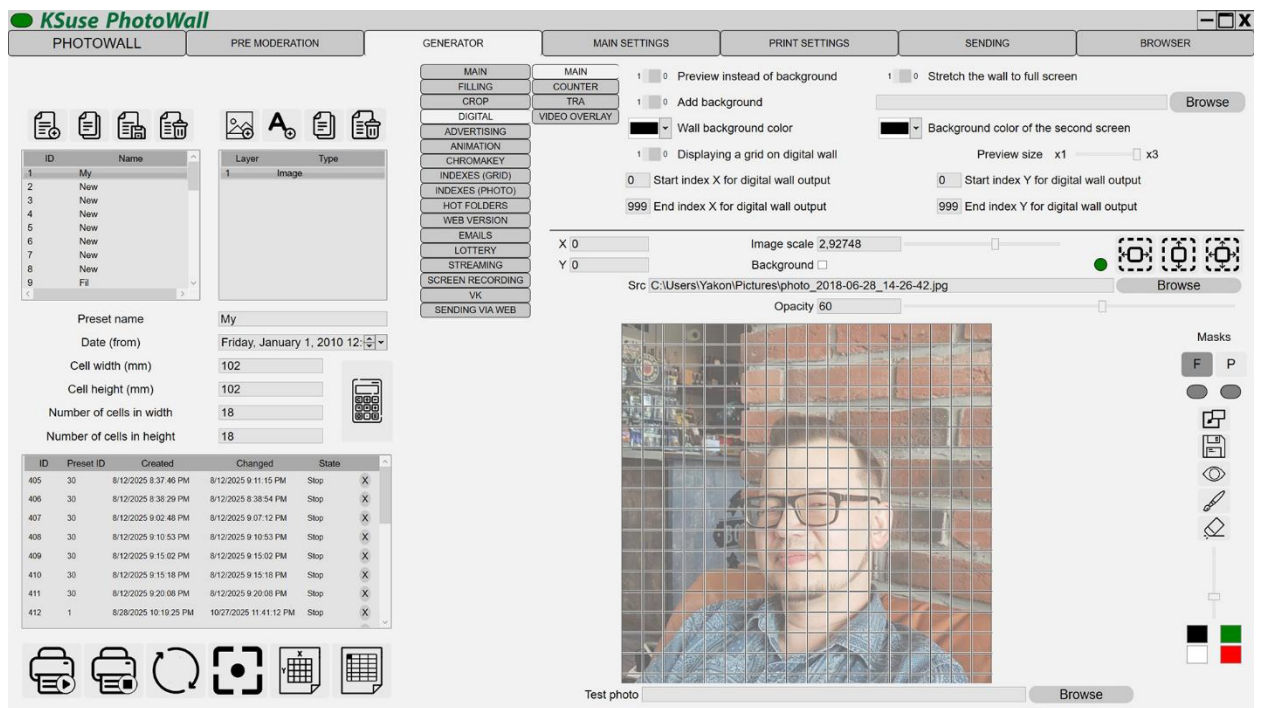 KSuse PhotoWall
X
PHOTOWALL PRE MODERATION GENERATOR MAIN SETTINGS PRINT SETTINGS SENDING BROWSER
MAIN
FILLING
CROP
DIGITAL
ADVERTISING
ANIMATION
CHROMAKEY
INDEXES (GRID)
INDEXES (PHOTO)
HOT FOLDERS
WEB VERSION
EMAILS
LOTTERY
STREAMING
SCREEN RECORDING
VK
SENDING VIA WEB
MAIN
COUNTER
TRA
VIDEO OVERLAY
1 0 Preview instead of background 1 0 Stretch the wall to full screen
1 0 Add background Browse
Wall background color Background color of the second screen
1 0 Displaying a grid on digital wall Preview size x1 x3
0 Start index X for digital wall output 0 Start index Y for digital wall output
999 End index X for digital wall output 999 End index Y for digital wall output
ID Name
1 My
2 New
3 New
4 New
5 New
6 New
7 New
8 New
9 Fil
Layer Type
1 Image
X 0 Image scale 2,92748
Y 0 Background
Src C:\Users\Yakon\Pictures\photo_2018-06-28_14-26-42.jpg Browse
Opacity 60
Preset name My
Date (from) Friday, January 1, 2010 12:
Cell width (mm) 102
Cell height (mm) 102
Number of cells in width 18
Number of cells in height 18
Masks
F P
ID Preset ID Created Changed State
405 30 8/12/2025 8:37:46 PM 8/12/2025 9:11:15 PM Stop X
406 30 8/12/2025 8:38:29 PM 8/12/2025 8:38:54 PM Stop X
407 30 8/12/2025 9:02:48 PM 8/12/2025 9:07:12 PM Stop X
408 30 8/12/2025 9:10:53 PM 8/12/2025 9:10:53 PM Stop X
409 30 8/12/2025 9:15:02 PM 8/12/2025 9:15:02 PM Stop X
410 30 8/12/2025 9:15:18 PM 8/12/2025 9:15:18 PM Stop X
411 30 8/12/2025 9:20:08 PM 8/12/2025 9:20:08 PM Stop X
412 1 8/28/2025 10:19:25 PM 10/27/2025 11:41:12 PM Stop X
X
Y
Test photo Browse